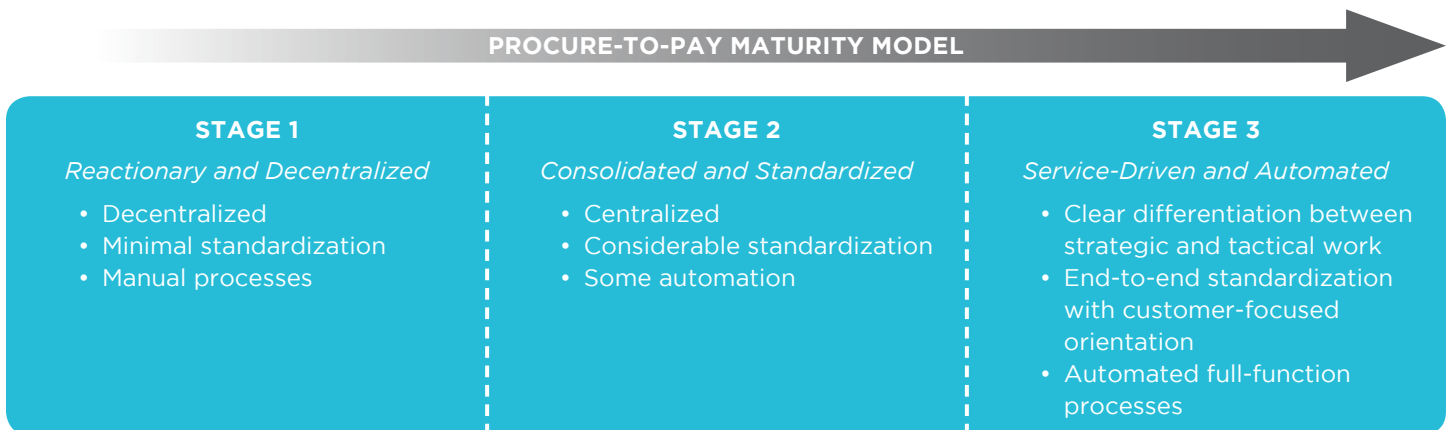 PROCURE-TO-PAY MATURITY MODEL
STAGE 1
Reactionary and Decentralized
• Decentralized
• Minimal standardization
• Manual processes
STAGE 2
Consolidated and Standardized
• Centralized
• Considerable standardization
• Some automation
STAGE 3
Service-Driven and Automated
• Clear differentiation between
strategic and tactical work
• End-to-end standardization
with customer-focused
orientation
• Automated full-function
processes